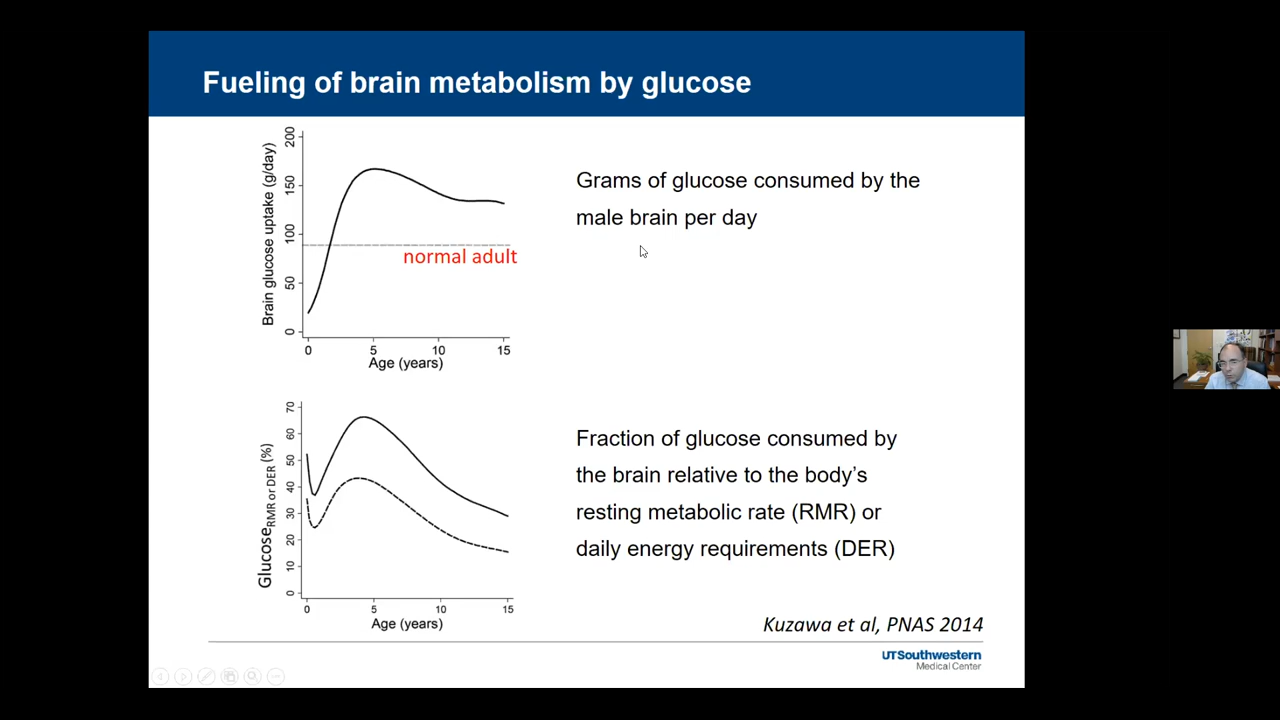 Fueling of brain metabolism by glucose
Brain glucose uptake (g/day)
200
150
100
50
0
normal adult
0 5 10 15
Age (years)
Grams of glucose consumed by the
male brain per day
Glucose RMR or DER (%)
70
60
50
40
30
20
10
0
0 5 10 15
Age (years)
Fraction of glucose consumed by
the brain relative to the body's
resting metabolic rate (RMR) or
daily energy requirements (DER)
Kuzawa et al, PNAS 2014
UTSouthwestern
Medical Center